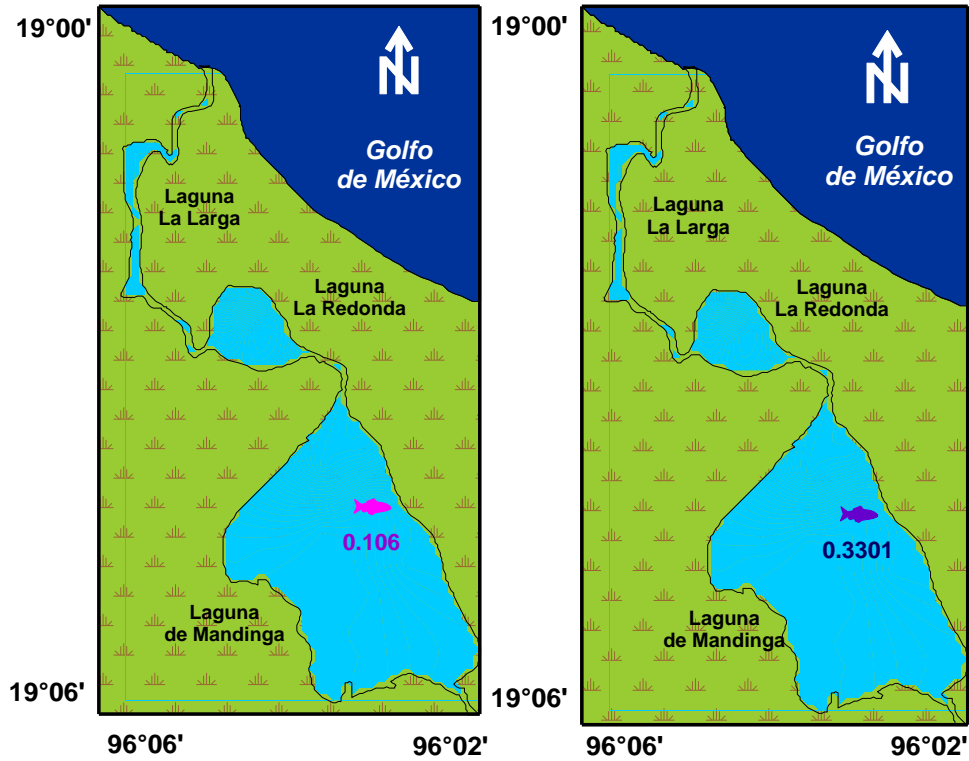 19°00'
N
Golfo
de México
Laguna
La Larga
Laguna
La Redonda
0.106
Laguna
de Mandinga
19°06'
96°06'
96°02'
19°00'
N
Golfo
de México
Laguna
La Larga
Laguna
La Redonda
0.3301
Laguna
de Mandinga
19°06'
96°06'
96°02'